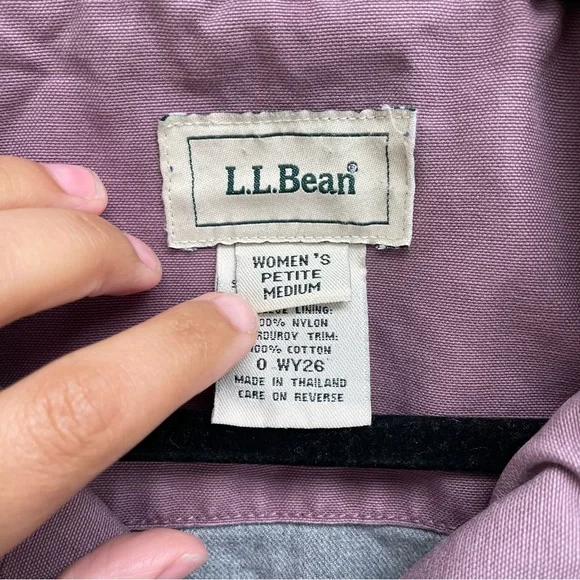 L.L.Bean®
WOMEN'S
PETITE
MEDIUM
LINING:
NYLON
TRIM:
100% COTTON
0 WY26
MADE IN THAILAND
CARE ON REVERSE